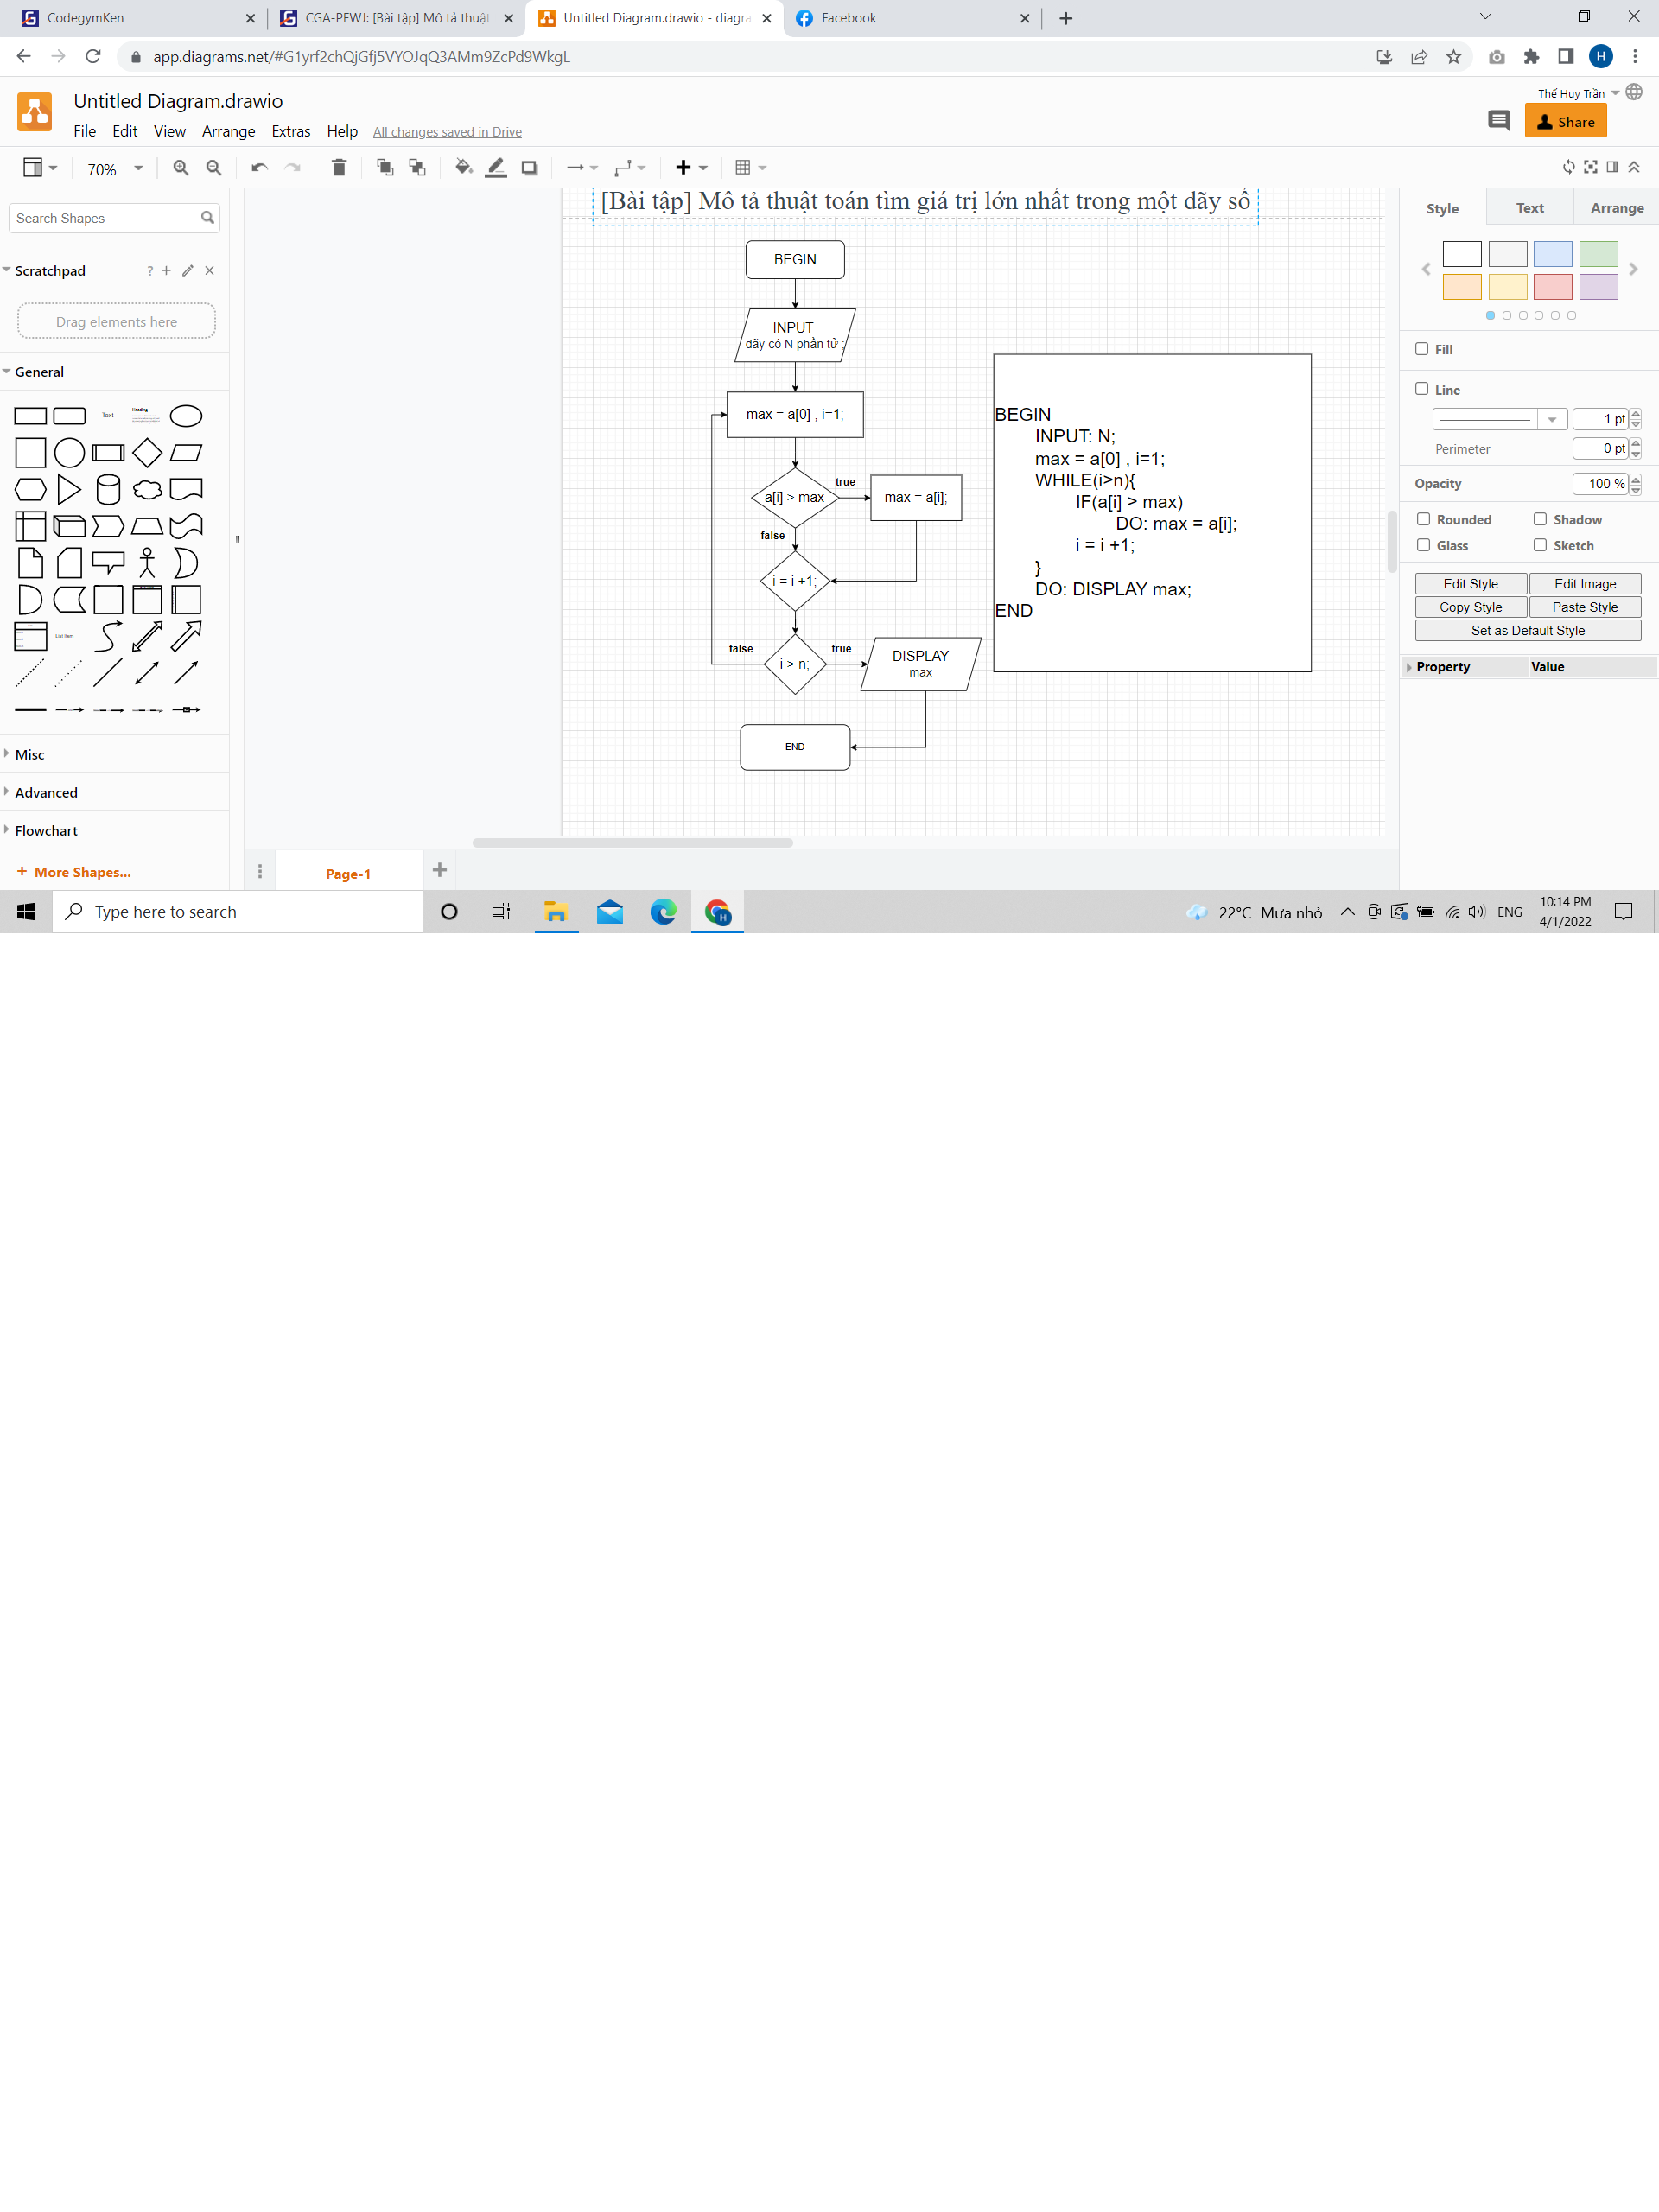 CodegymKen
CGA-PFWJ: [Bài tập] Mô tả thuật
Untitled Diagram.drawio - diagra
Facebook
app.diagrams.net/#G1yrf2chQjGfj5VYOJqQ3AMm9ZcPd9WkgL
H
Untitled Diagram.drawio
File Edit View Arrange Extras Help All changes saved in Drive
Thế Huy Trần
Share
70%
Search Shapes
Scratchpad
?
Drag elements here
General
Text
Heading
List Item
Misc
Advanced
Flowchart
+ More Shapes...
[Bài tập] Mô tả thuật toán tìm giá trị lớn nhất trong một dãy số
BEGIN
INPUT
dãy có N phần tử ;
max = a[0] , i=1;
a[i] > max
true
max = a[i];
false
i = i +1;
false
i > n;
true
DISPLAY
max
END
BEGIN
INPUT: N;
max = a[0] , i=1;
WHILE(i>n){
IF(a[i] > max)
DO: max = a[i];
i = i +1;
}
DO: DISPLAY max;
END
Style Text Arrange
Fill
Line
1 pt
Perimeter 0 pt
Opacity 100 %
Rounded Shadow
Glass Sketch
Edit Style Edit Image
Copy Style Paste Style
Set as Default Style
Property Value
Page-1
Type here to search
H
22°C Mưa nhỏ
ENG
10:14 PM
4/1/2022